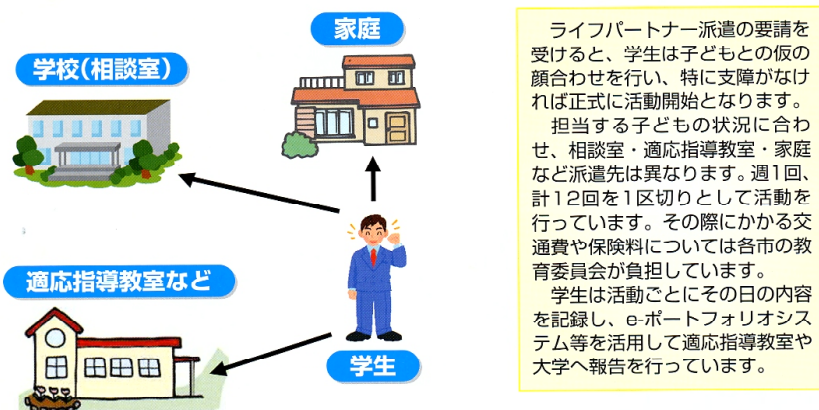 家庭
学校(相談室)
適応指導教室など
学生
ライフパートナー派遣の要請を
受けると、学生は子どもとの仮の
顔合わせを行い、特に支障がなけ
れば正式に活動開始となります。
担当する子どもの状況に合わ
せ、相談室・適応指導教室・家庭
など派遣先は異なります。週1回、
計12回を1区切りとして活動を
行っています。その際にかかる交
通費や保険料については各市の教
育委員会が負担しています。
学生は活動ごとにその日の内容
を記録し、e-ポートフォリオシス
テム等を活用して適応指導教室や
大学へ報告を行っています。